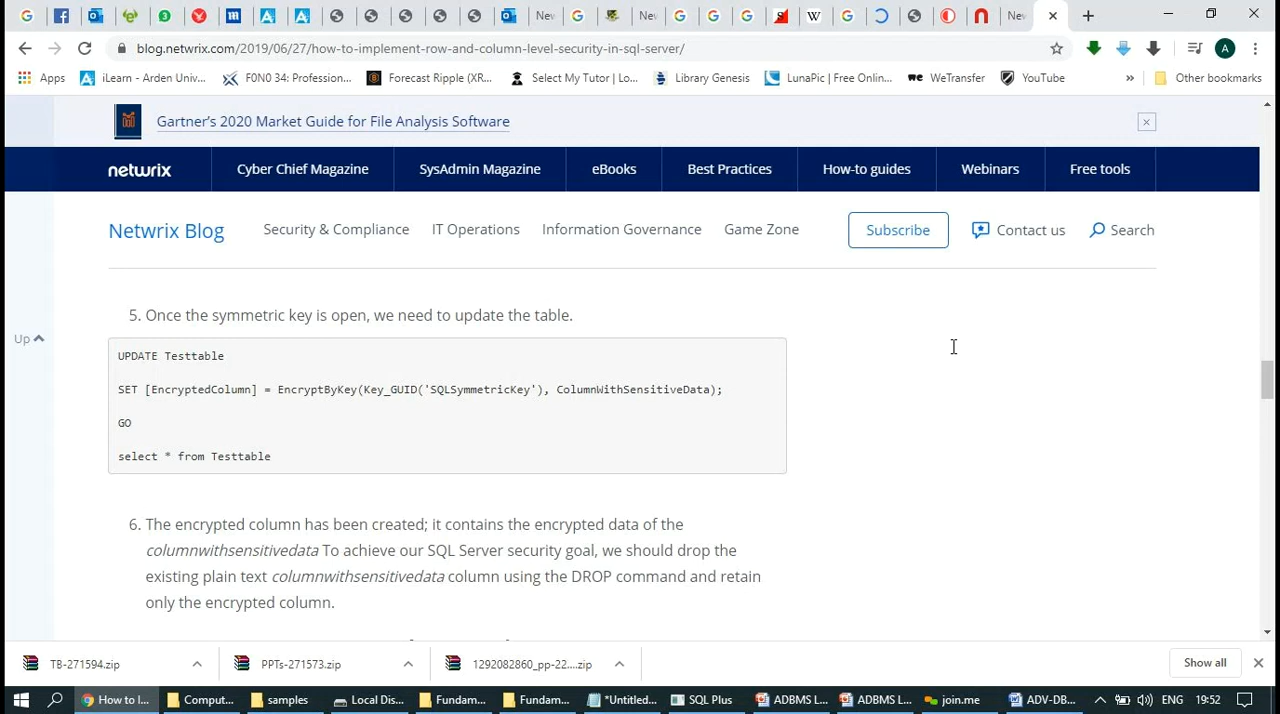 New
New
New
blog.netwrix.com/2019/06/27/how-to-implement-row-and-column-level-security-in-sql-server/
A
Apps
iLearn - Arden Univ...
F0N0 34: Profession...
Forecast Ripple (XR...
Select My Tutor | Lo...
Library Genesis
LunaPic | Free Onlin...
WeTransfer
YouTube
»
Other bookmarks
Gartner's 2020 Market Guide for File Analysis Software
netwrix
Cyber Chief Magazine
SysAdmin Magazine
eBooks
Best Practices
How-to guides
Webinars
Free tools
Netwrix Blog
Security & Compliance
IT Operations
Information Governance
Game Zone
Subscribe
Contact us
Search
Up
5. Once the symmetric key is open, we need to update the table.
UPDATE Testtable
SET [EncryptedColumn] = EncryptByKey(Key_GUID('SQLSymmetricKey'), ColumnWithSensitiveData);
GO
select * from Testtable
6. The encrypted column has been created; it contains the encrypted data of the
columnwithsensitivedata To achieve our SQL Server security goal, we should drop the
existing plain text columnwithsensitivedata column using the DROP command and retain
only the encrypted column.
TB-271594.zip
PPTs-271573.zip
1292082860_pp-22....zip
Show all
How to I...
Comput...
samples
Local Dis...
Fundam...
Fundam...
*Untitled...
SQL Plus
ADBMS L...
ADBMS L...
join.me
ADV-DB...
ENG
19:52